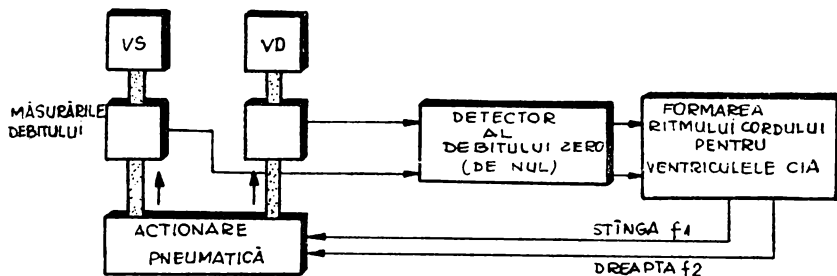 VS
VD
MĂSURĂRILE
DEBITULUI
DETECTOR
AL
DEBITULUI ZERO
(DE NUL)
FORMAREA
RITMULUI CORDULUI
PENTRU
VENTRICULELE CIA
ACTIONARE
PNEUMATICĂ
STÎNGA f1
DREAPTA f2